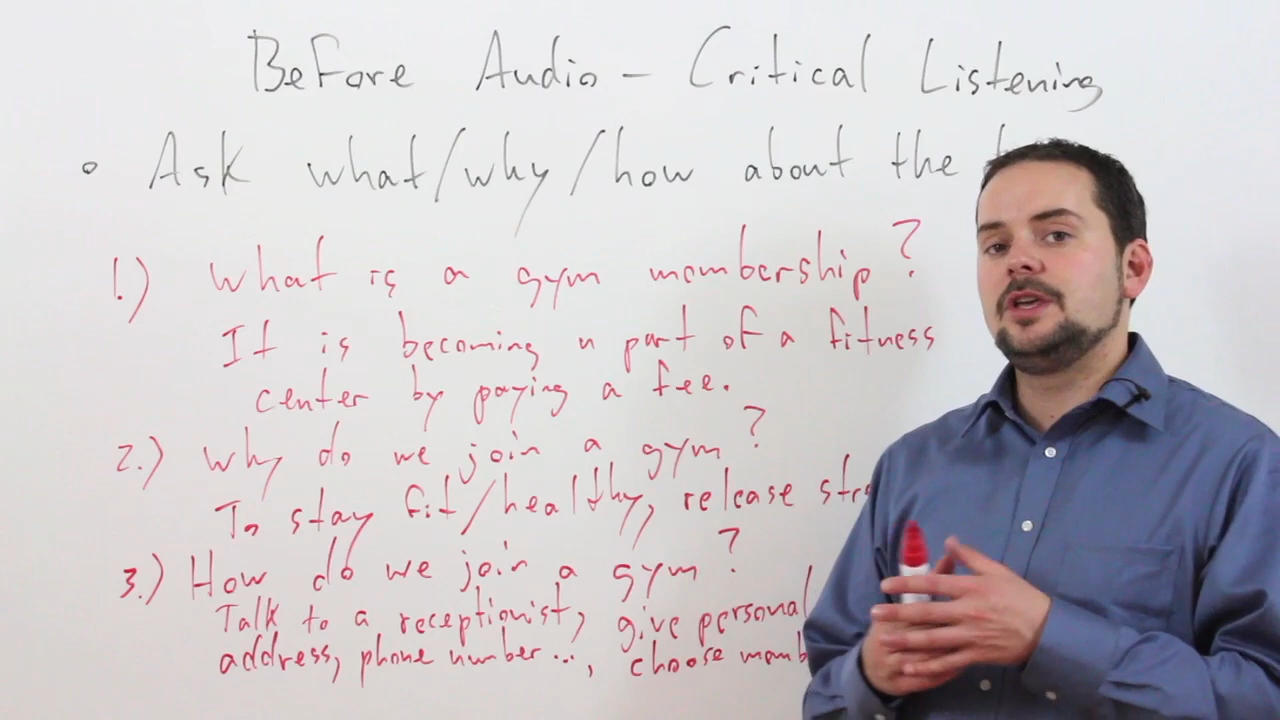 Before Audio - Critical Listening
• Ask what/why/how about the
1.) What is a gym membership?
It is becoming a part of a fitness
center by paying a fee.
2.) Why do we join a gym?
To stay fit/healthy, release
3.) How do we join a gym?
Talk to a receptionist, give personal
address, phone number..., choose